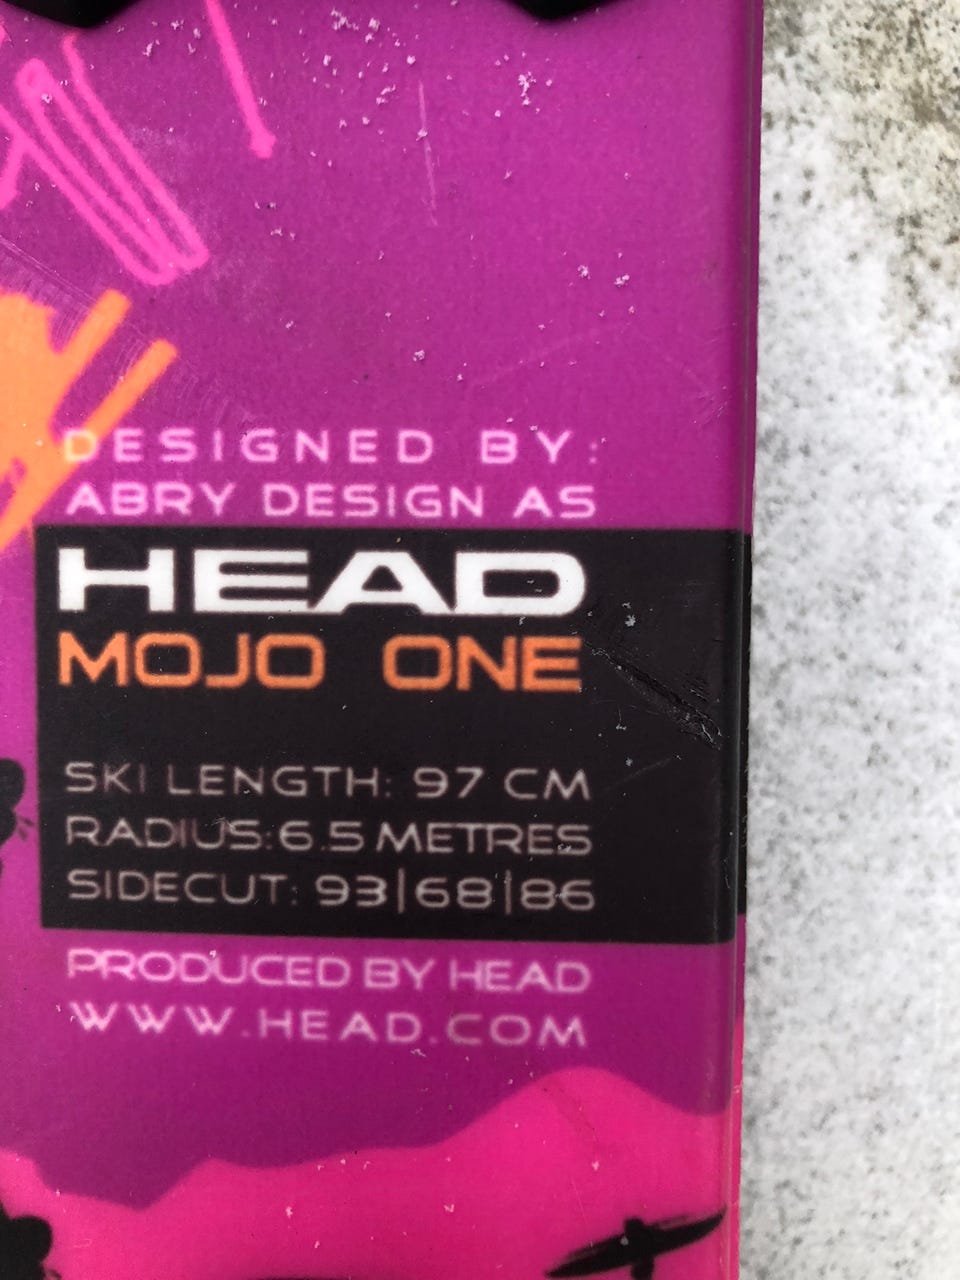 DESIGNED BY:
ABRY DESIGN AS
HEAD
MOJO ONE
SKI LENGTH: 97 CM
RADIUS:6.5 METRES
SIDECUT: 93|68|86
PRODUCED BY HEAD
WWW.HEAD.COM